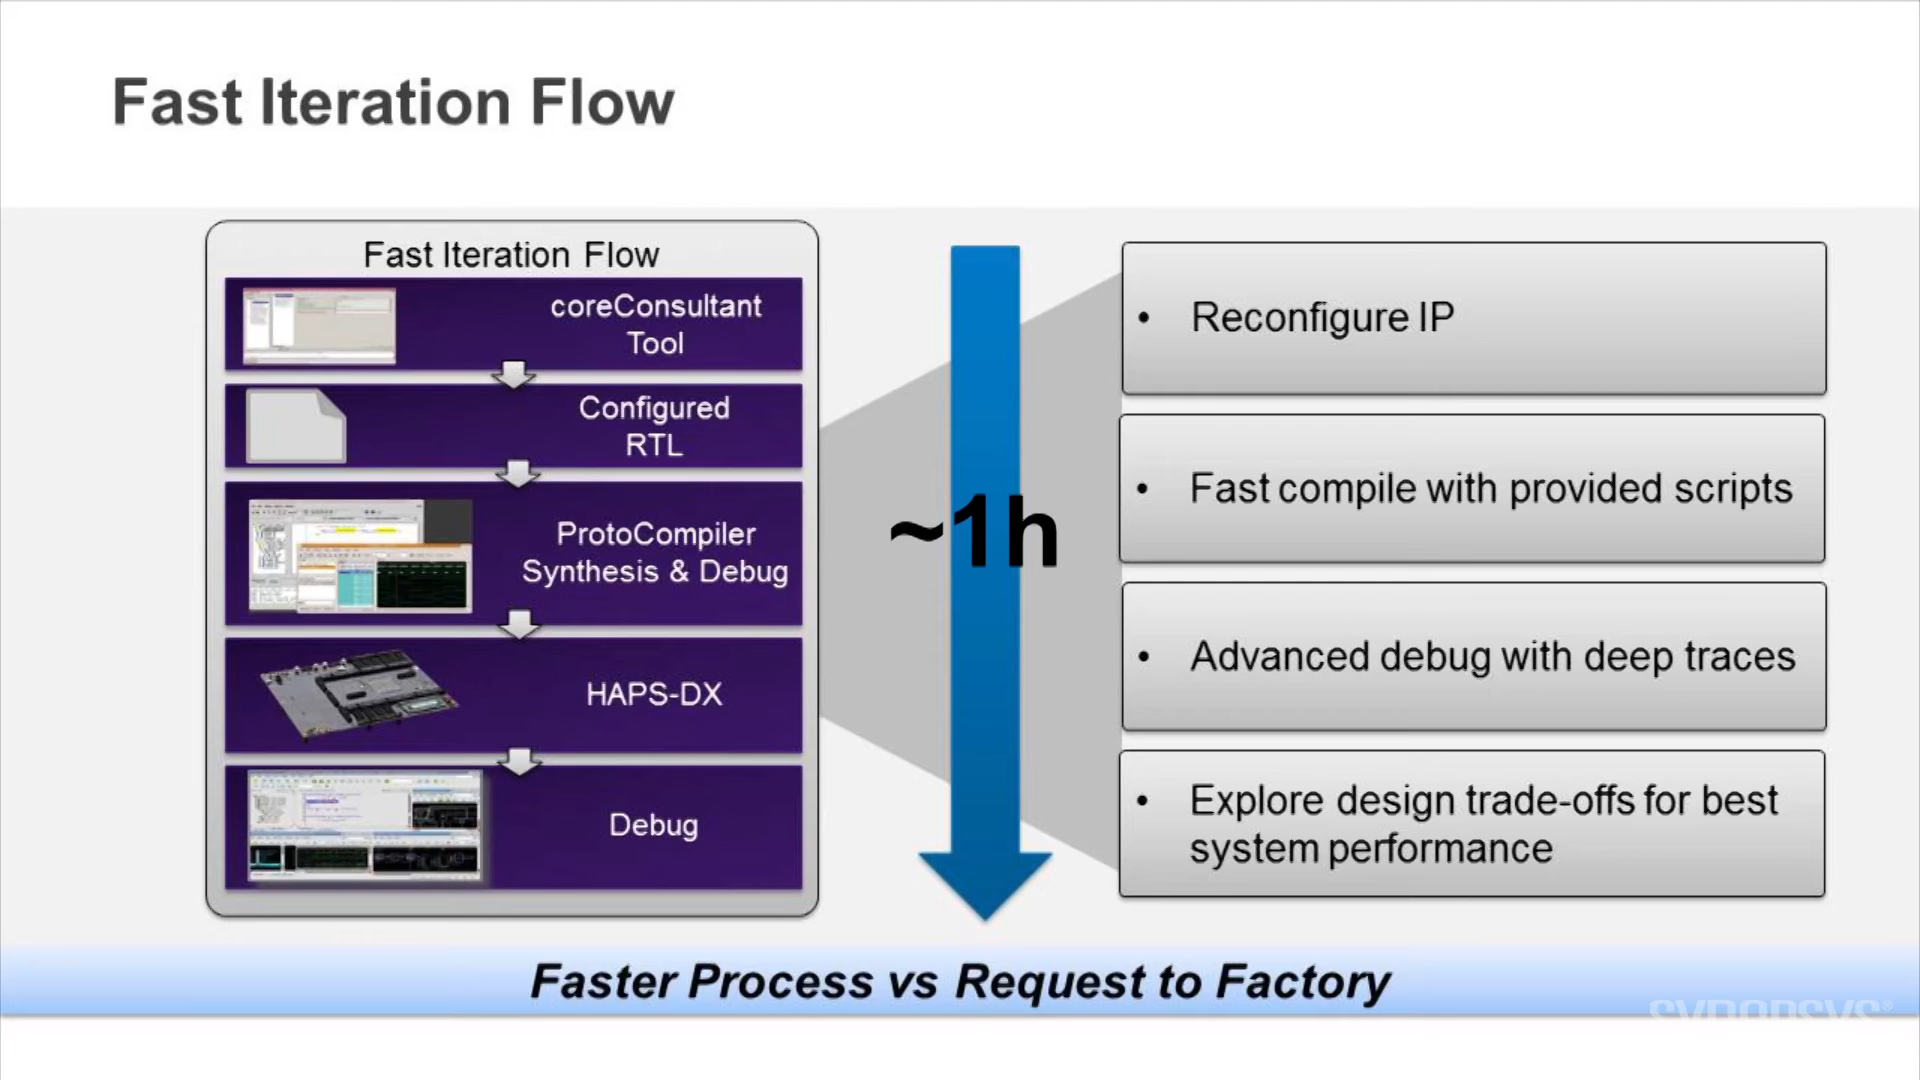 Fast Iteration Flow
Fast Iteration Flow
coreConsultant
Tool
Configured
RTL
ProtoCompiler
Synthesis & Debug
HAPS-DX
Debug
~1h
• Reconfigure IP
• Fast compile with provided scripts
• Advanced debug with deep traces
• Explore design trade-offs for best
system performance
Faster Process vs Request to Factory
SYNOPSYS®